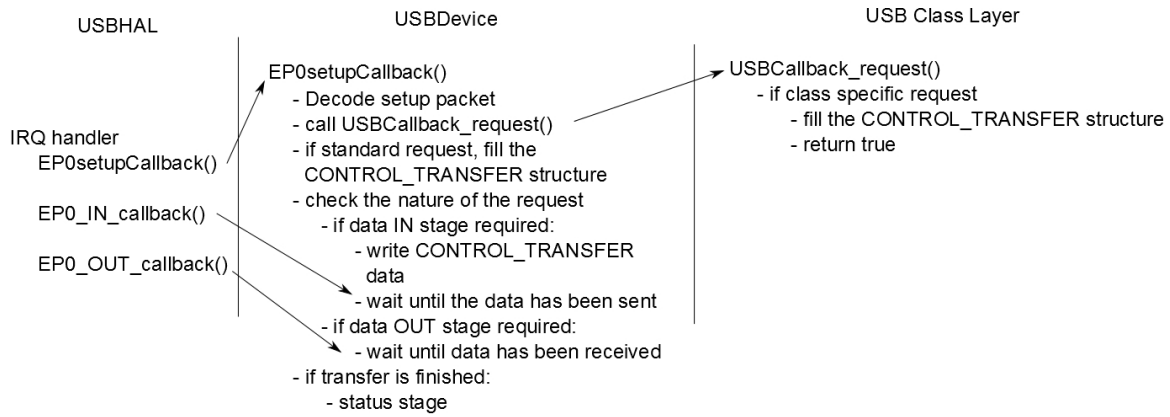 USBHAL
USBDevice
USB Class Layer
IRQ handler
EP0setupCallback()
EP0_IN_callback()
EP0_OUT_callback()
EP0setupCallback()
- Decode setup packet
- call USBCallback_request()
- if standard request, fill the
CONTROL_TRANSFER structure
- check the nature of the request
- if data IN stage required:
- write CONTROL_TRANSFER
data
- wait until the data has been sent
- if data OUT stage required:
- wait until data has been received
- if transfer is finished:
- status stage
USBCallback_request()
- if class specific request
- fill the CONTROL_TRANSFER structure
- return true